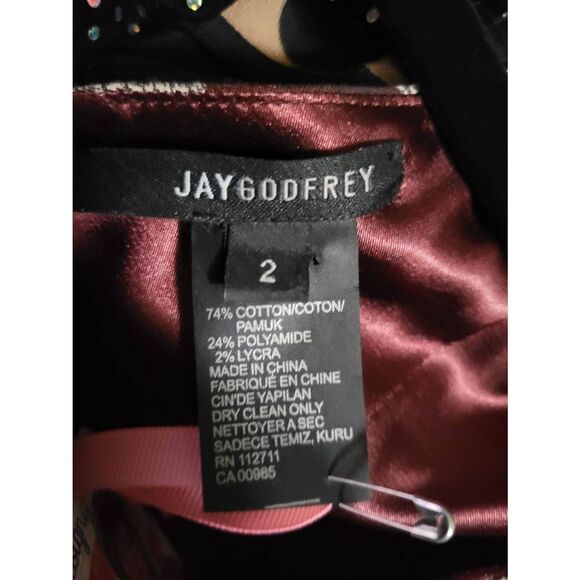 JAYGODFREY
2
74% COTTON/COTON/
PAMUK
24% POLYAMIDE
2% LYCRA
MADE IN CHINA
FABRIQUÉ EN CHINE
CIN'DE YAPILAN
DRY CLEAN ONLY
NETTOYER A SEC
SADECE TEMIZ, KURU
RN 112711
CA 00985